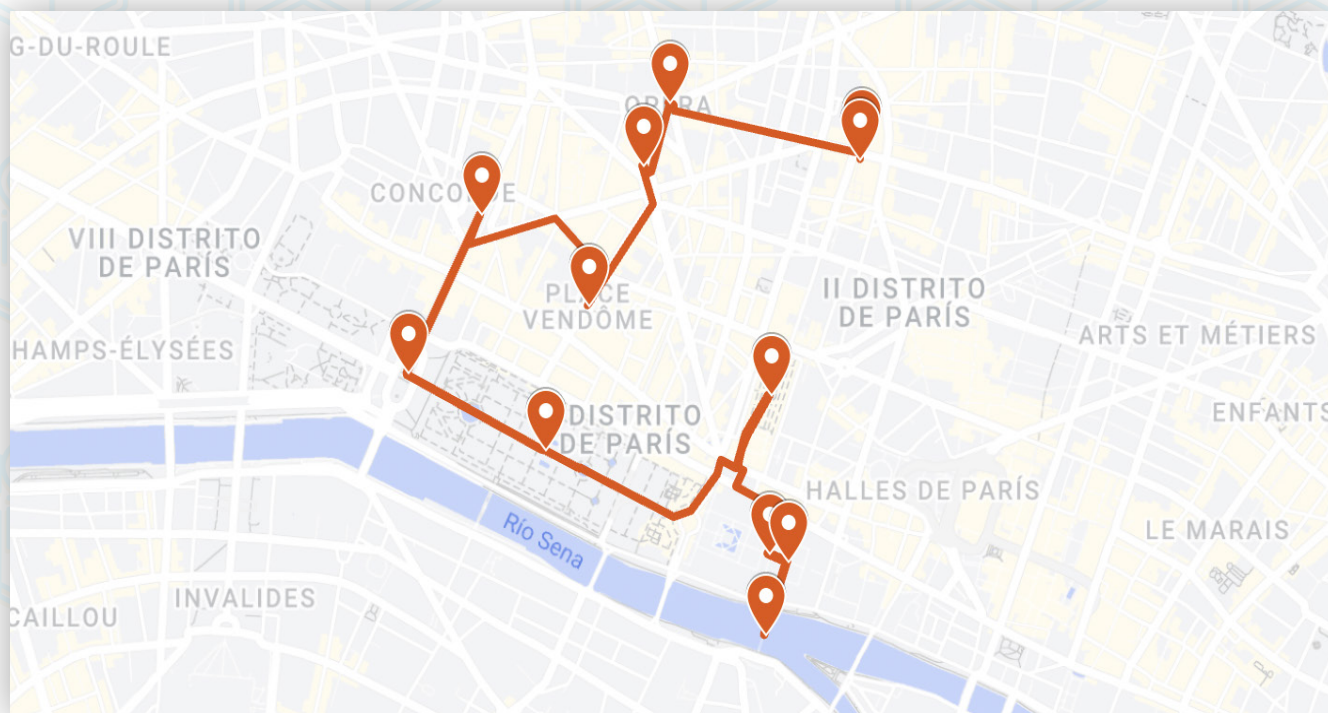 G-DU-ROULE
OPERA
CONCORDE
VIII DISTRITO
DE PARÍS
PLACE
VENDÔME
II DISTRITO
DE PARÍS
ARTS ET MÉTIERS
HAMPS-ÉLYSÉES
ENFANTS
DISTRITO
DE PARÍS
HALLES DE PARÍS
LE MARAIS
Río Sena
INVALIDES
CAILLOU